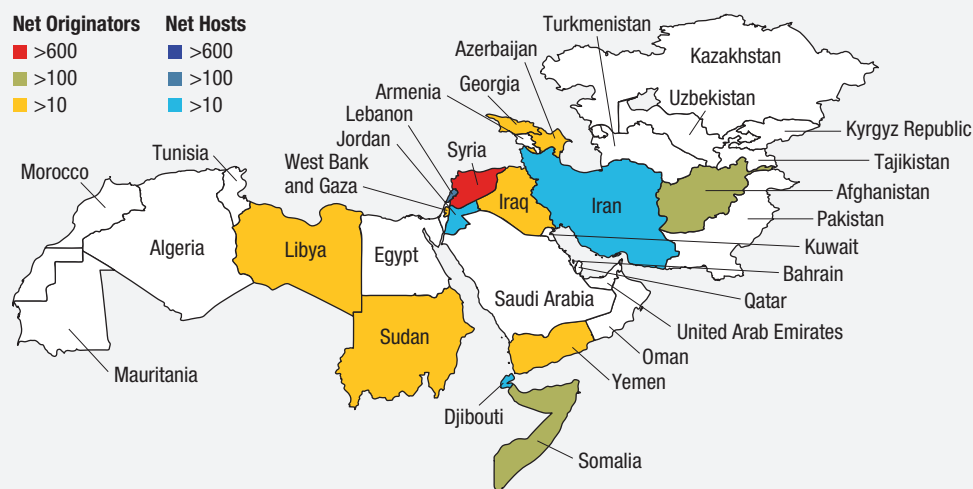 Net Originators
>600
>100
>10
Net Hosts
>600
>100
>10
Turkmenistan
Azerbaijan
Kazakhstan
Georgia
Armenia
Uzbekistan
Lebanon
Jordan
Kyrgyz Republic
Tunisia
West Bank
and Gaza
Syria
Tajikistan
Morocco
Afghanistan
Iraq
Iran
Pakistan
Algeria
Libya
Egypt
Kuwait
Bahrain
Saudi Arabia
Qatar
United Arab Emirates
Sudan
Oman
Mauritania
Yemen
Djibouti
Somalia